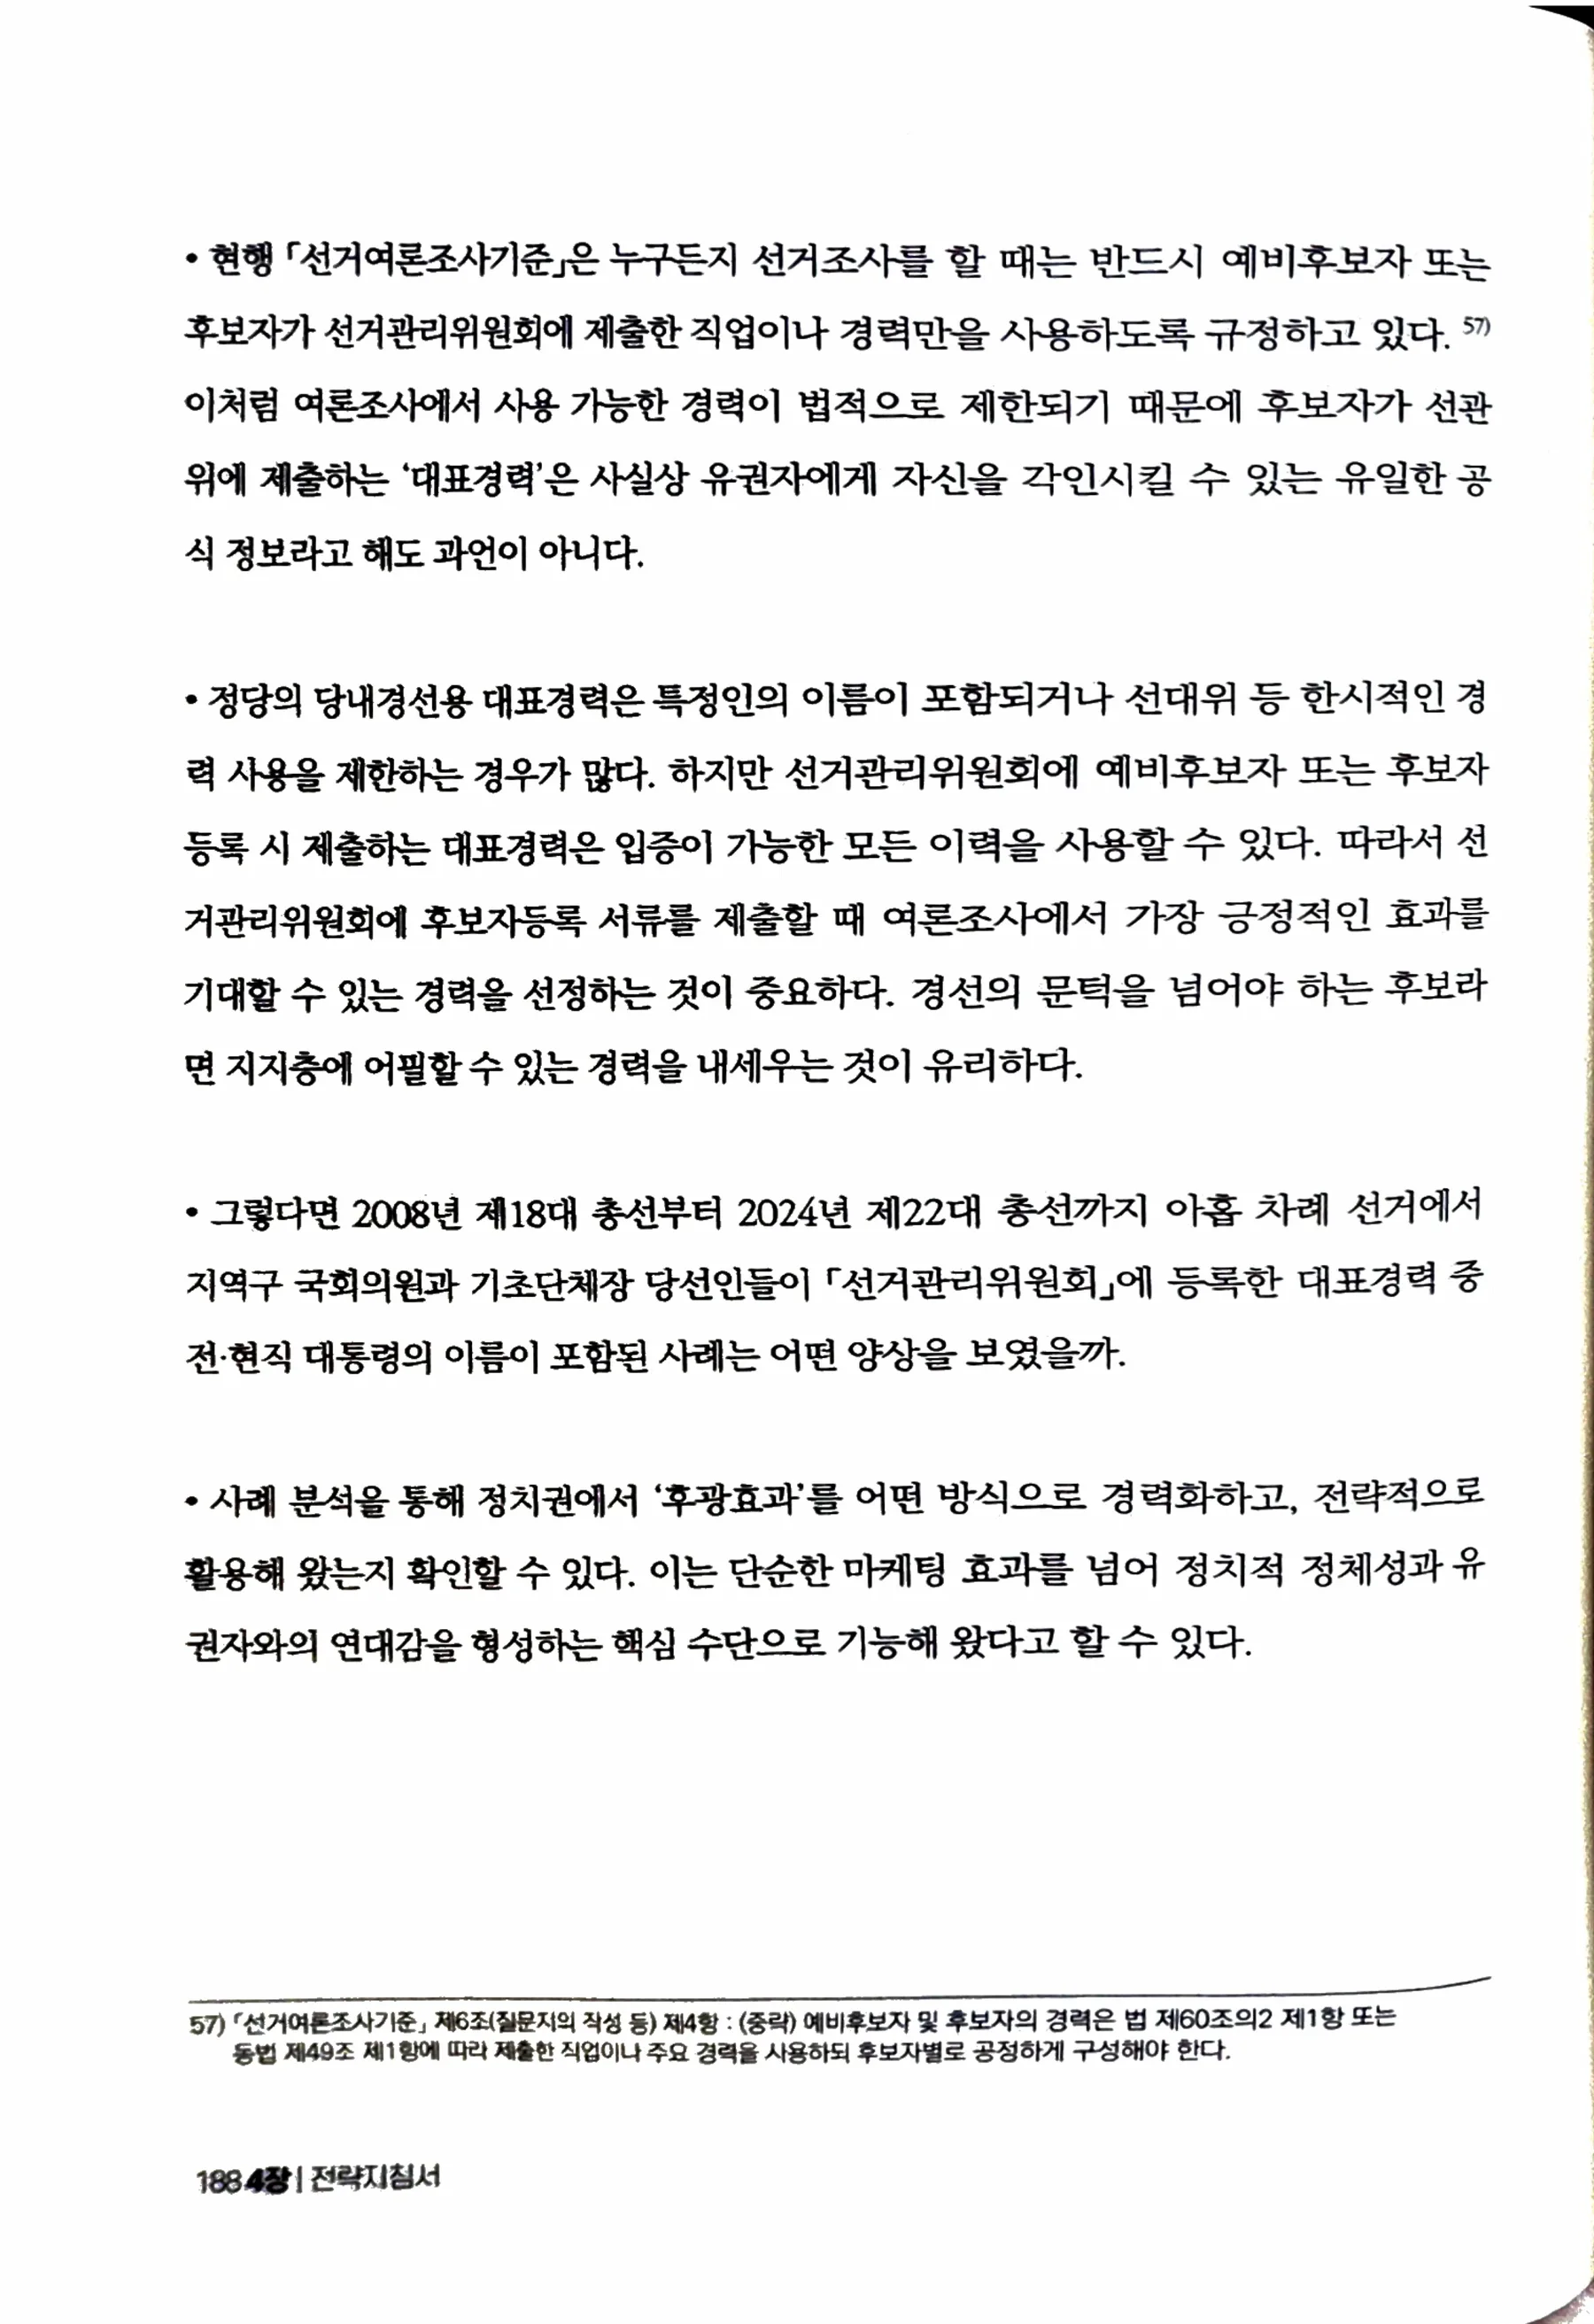 • 현행 「선거여론조사기준」은 누구든지 선거조사를 할 때는 반드시 예비후보자 또는
후보자가 선거관리위원회에 제출한 직업이나 경력만을 사용하도록 규정하고 있다. 57)
이처럼 여론조사에서 사용 가능한 경력이 법적으로 제한되기 때문에 후보자가 선관
위에 제출하는 ‘대표경력’은 사실상 유권자에게 자신을 각인시킬 수 있는 유일한 공
식 정보라고 해도 과언이 아니다.
• 정당의 당내경선용 대표경력은 특정인의 이름이 포함되거나 선대위 등 한시적인 경
력 사용을 제한하는 경우가 많다. 하지만 선거관리위원회에 예비후보자 또는 후보자
등록 시 제출하는 대표경력은 입증이 가능한 모든 이력을 사용할 수 있다. 따라서 선
거관리위원회에 후보자등록 서류를 제출할 때 여론조사에서 가장 긍정적인 효과를
기대할 수 있는 경력을 선정하는 것이 중요하다. 경선의 문턱을 넘어야 하는 후보라
면 지지층에 어필할 수 있는 경력을 내세우는 것이 유리하다.
• 그렇다면 2008년 제18대 총선부터 2024년 제22대 총선까지 아홉 차례 선거에서
지역구 국회의원과 기초단체장 당선인들이 「선거관리위원회」에 등록한 대표경력 중
전·현직 대통령의 이름이 포함된 사례는 어떤 양상을 보였을까.
• 사례 분석을 통해 정치권에서 ‘후광효과’를 어떤 방식으로 경력화하고, 전략적으로
활용해 왔는지 확인할 수 있다. 이는 단순한 마케팅 효과를 넘어 정치적 정체성과 유
권자와의 연대감을 형성하는 핵심 수단으로 기능해 왔다고 할 수 있다.
57) 「선거여론조사기준」 제6조(질문지의 작성 등) 제4항 : (중략) 예비후보자 및 후보자의 경력은 법 제60조의2 제1항 또는
동법 제49조 제1항에 따라 제출한 직업이나 주요 경력을 사용하되 후보자별로 공정하게 구성해야 한다.
188 4장 | 전략지침서